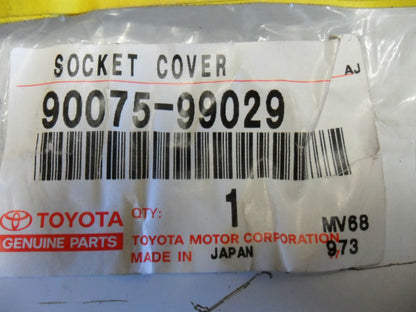 SOCKET COVER
AJ
90075-99029
TOYOTA QTY: 1 MV68
GENUINE PARTS TOYOTA MOTOR CORPORATION 973
MADE IN JAPAN